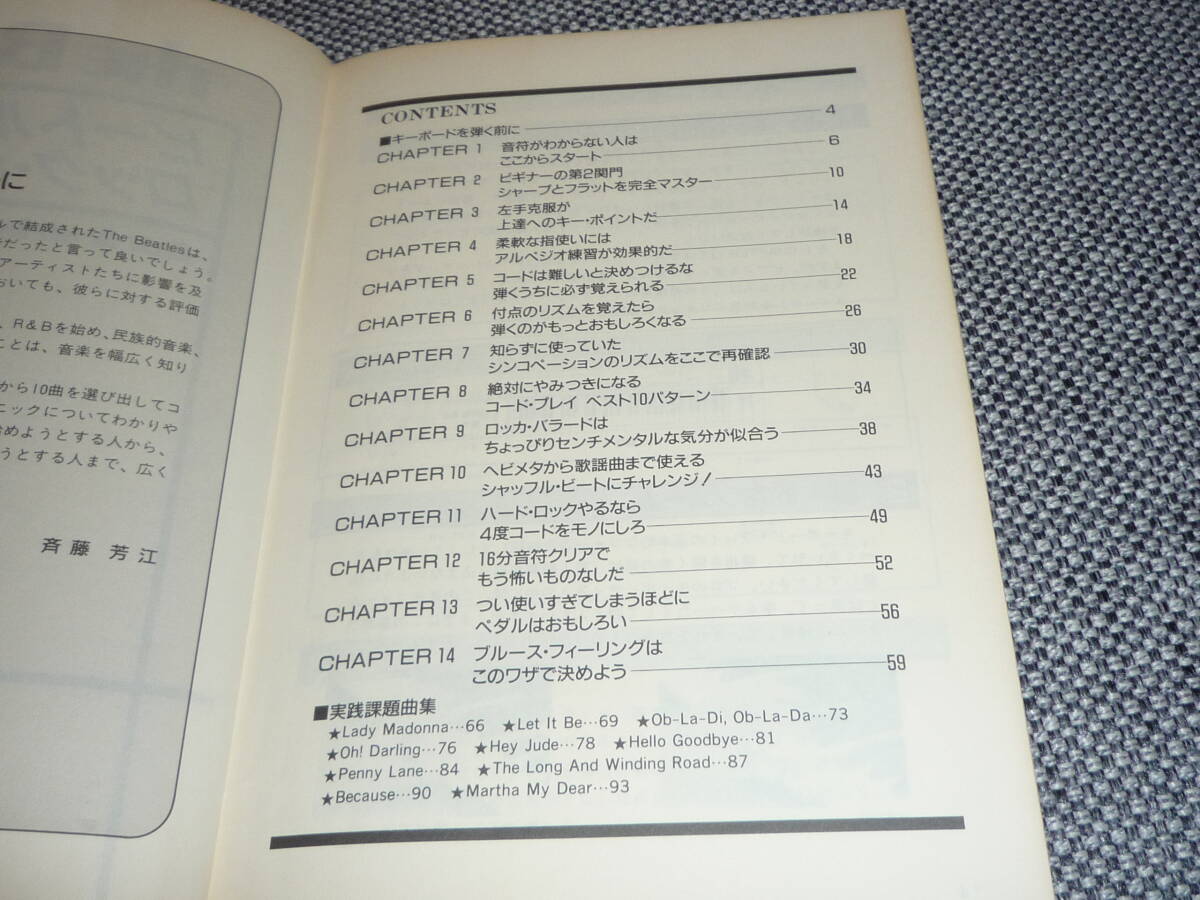 に
ルで結成されたThe Beatlesは、
だったと言って良いでしょう。
アーティストたちに影響を及
おいても、彼らに対する評価
、R&Bを始め、民族的音楽、
ことは、音楽を幅広く知り
から10曲を選び出してコ
ニックについてわかりや
始めようとする人から、
うとする人まで、広く
斉藤 芳江
CONTENTS
■キーボードを弾く前に 4
CHAPTER 1 音符がわからない人は
ここからスタート 6
CHAPTER 2 ビギナーの第2関門
シャープとフラットを完全マスター 10
CHAPTER 3 左手克服が
上達へのキー・ポイントだ 14
CHAPTER 4 柔軟な指使いには
アルペジオ練習が効果的だ 18
CHAPTER 5 コードは難しいと決めつけるな
弾くうちに必ず覚えられる 22
CHAPTER 6 付点のリズムを覚えたら
弾くのがもっとおもしろくなる 26
CHAPTER 7 知らずに使っていた
シンコペーションのリズムをここで再確認 30
CHAPTER 8 絶対にやみつきになる
コード・プレイ ベスト10パターン 34
CHAPTER 9 ロッカ・バラードは
ちょっぴりセンチメンタルな気分が似合う 38
CHAPTER 10 ヘビメタから歌謡曲まで使える
シャッフル・ビートにチャレンジ! 43
CHAPTER 11 ハード・ロックやるなら
4度コードをモノにしろ 49
CHAPTER 12 16分音符クリアで
もう怖いものなしだ 52
CHAPTER 13 つい使いすぎてしまうほどに
ペダルはおもしろい 56
CHAPTER 14 ブルース・フィーリングは
このワザで決めよう 59
■実践課題曲集
★Lady Madonna…66 ★Let It Be…69 ★Ob-La-Di, Ob-La-Da…73
★Oh! Darling…76 ★Hey Jude…78 ★Hello Goodbye…81
★Penny Lane…84 ★The Long And Winding Road…87
★Because…90 ★Martha My Dear…93